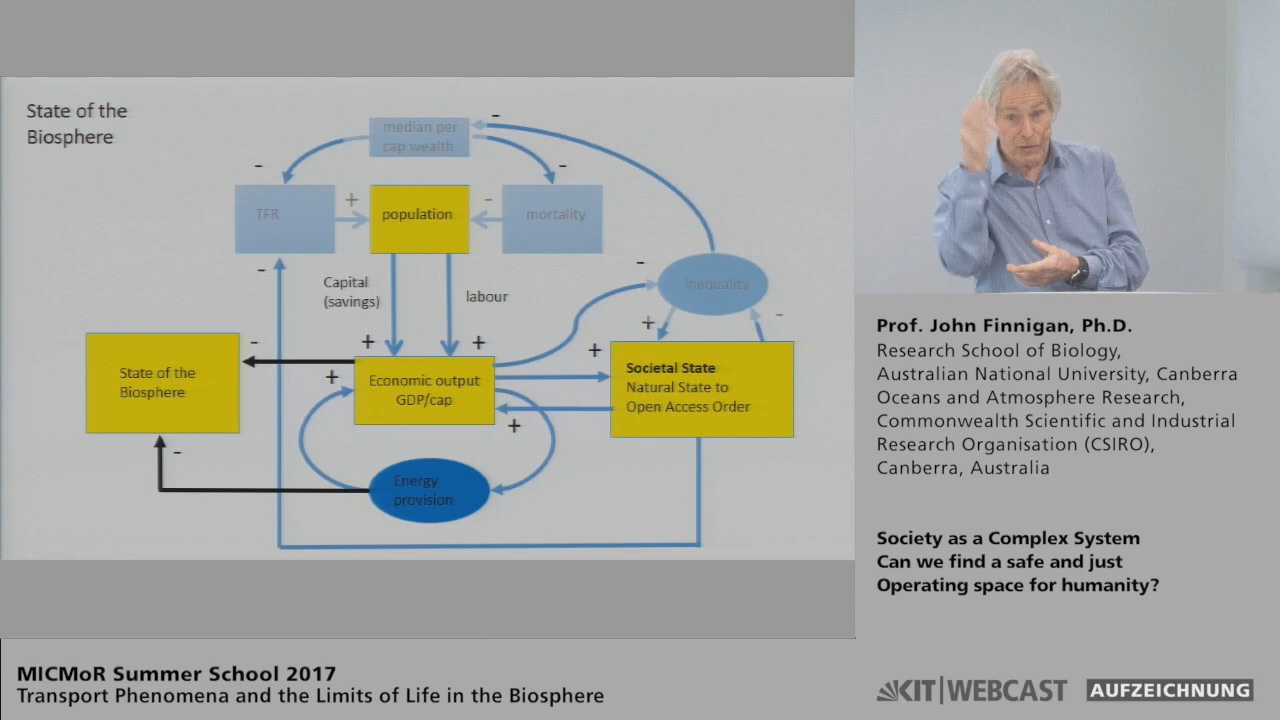 State of the
Biosphere
median per
cap wealth
-
-
-
TFR
+
population
-
mortality
-
Capital
(savings)
labour
-
inequality
+
-
+
+
+
-
State of the
Biosphere
+
Economic output
GDP/cap
Societal State
Natural State to
Open Access Order
+
-
Energy
provision
Prof. John Finnigan, Ph.D.
Research School of Biology,
Australian National University, Canberra
Oceans and Atmosphere Research,
Commonwealth Scientific and Industrial
Research Organisation (CSIRO),
Canberra, Australia
Society as a Complex System
Can we find a safe and just
Operating space for humanity?
MICMoR Summer School 2017
Transport Phenomena and the Limits of Life in the Biosphere
KIT|WEBCAST
AUFZEICHNUNG